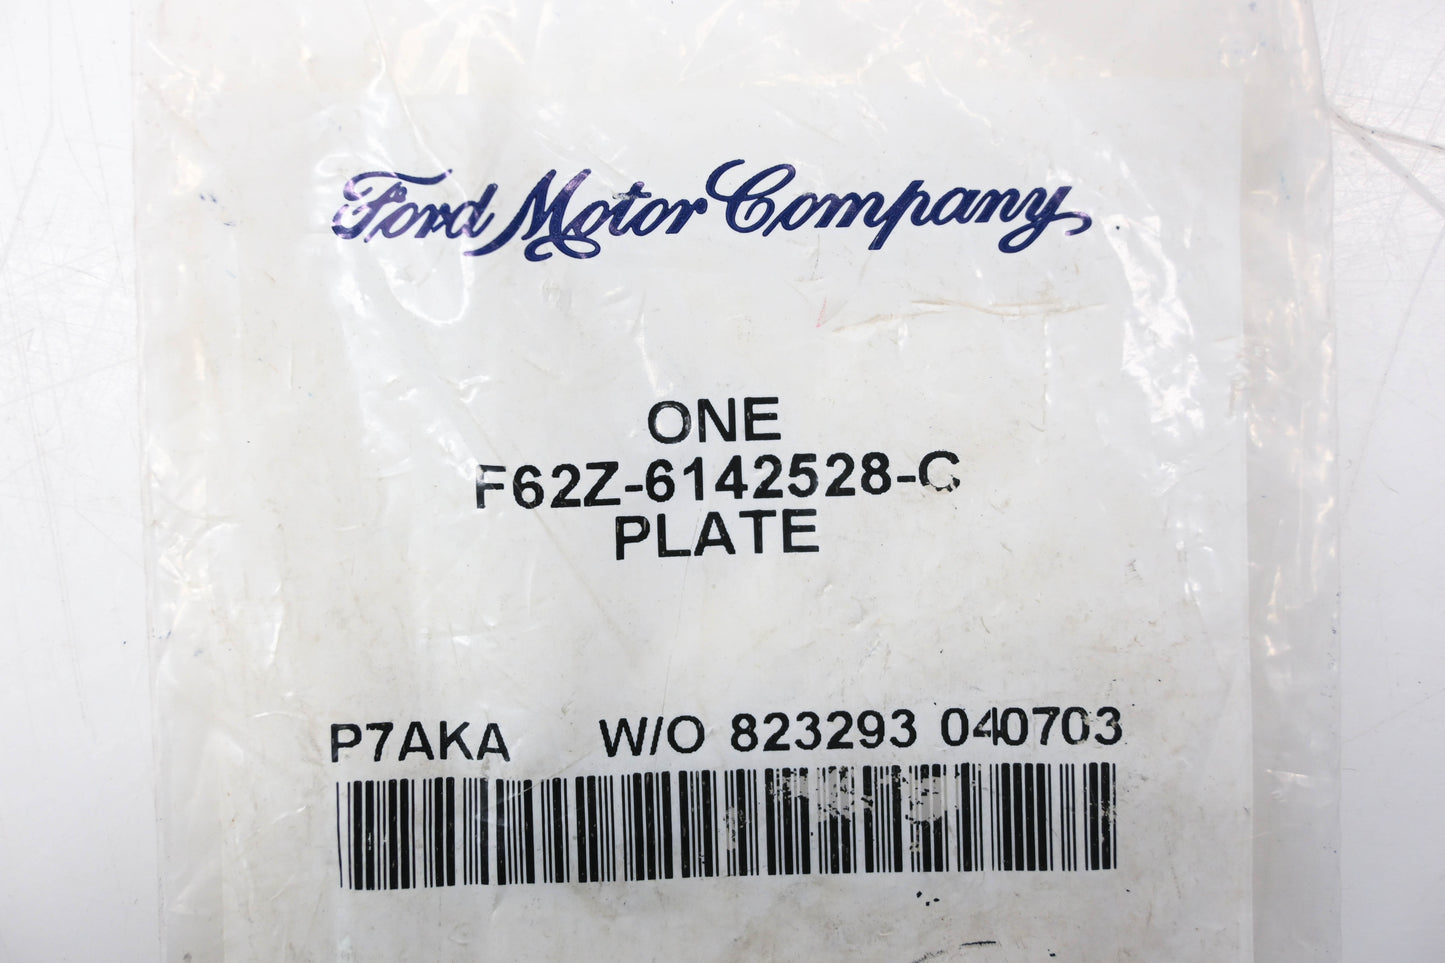 Ford Motor Company
ONE
F62Z-6142528-C
PLATE
P7AKA W/O 823293 040703